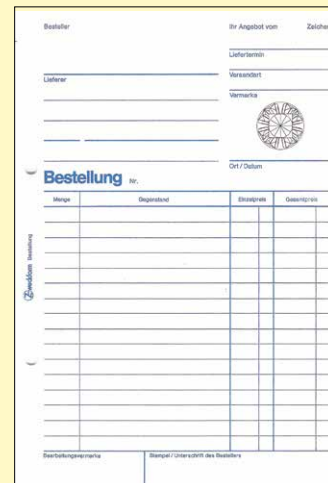 Besteller Ihr Angebot vom Zeichen
Liefertermin
Lieferer Versandart
Vermerke
Ort / Datum
Bestellung Nr.
Menge Gegenstand Einzelpreis Gesamtpreis
Zweckform Bestellung
Bearbeitungsvermerke Stempel / Unterschrift des Bestellers